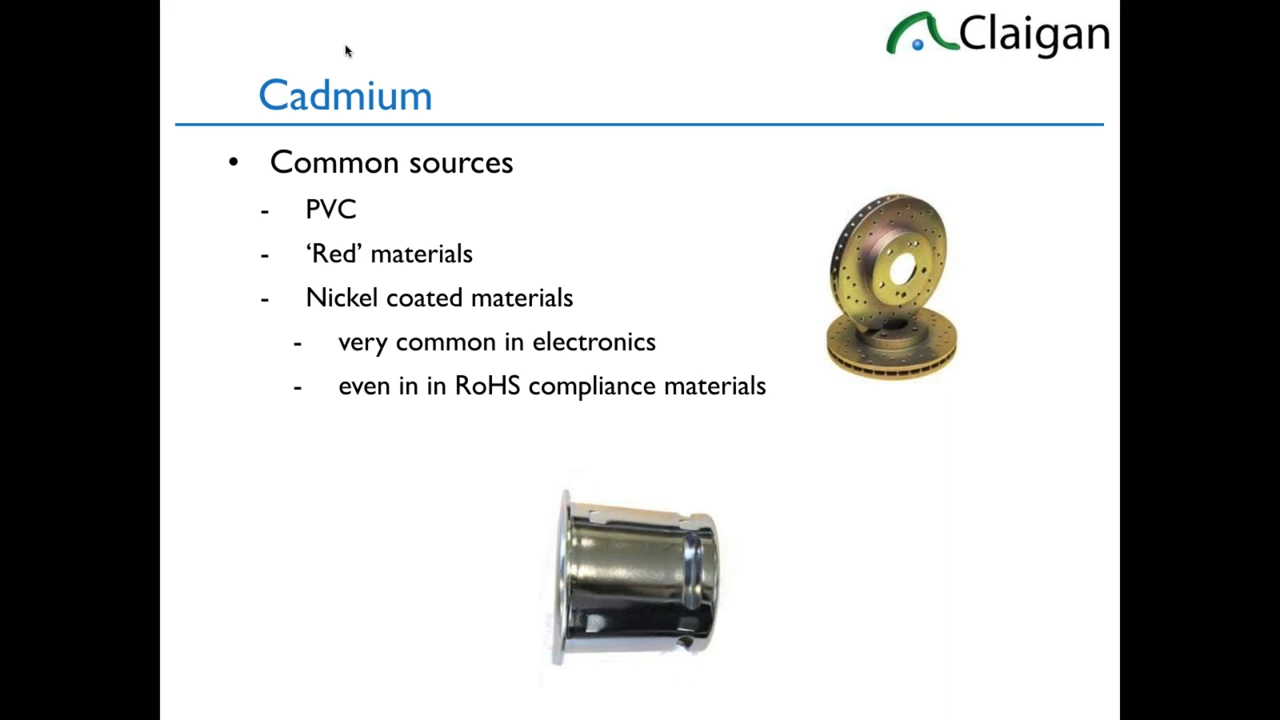 Claigan
Cadmium
• Common sources
- PVC
- ‘Red’ materials
- Nickel coated materials
- very common in electronics
- even in in RoHS compliance materials